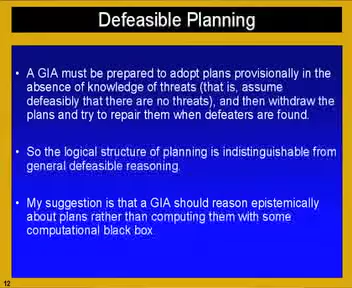 Defeasible Planning
• A GIA must be prepared to adopt plans provisionally in the
absence of knowledge of threats (that is, assume
defeasibly that there are no threats), and then withdraw the
plans and try to repair them when defeaters are found.
• So the logical structure of planning is indistinguishable from
general defeasible reasoning.
• My suggestion is that a GIA should reason epistemically
about plans rather than computing them with some
computational black box.
12